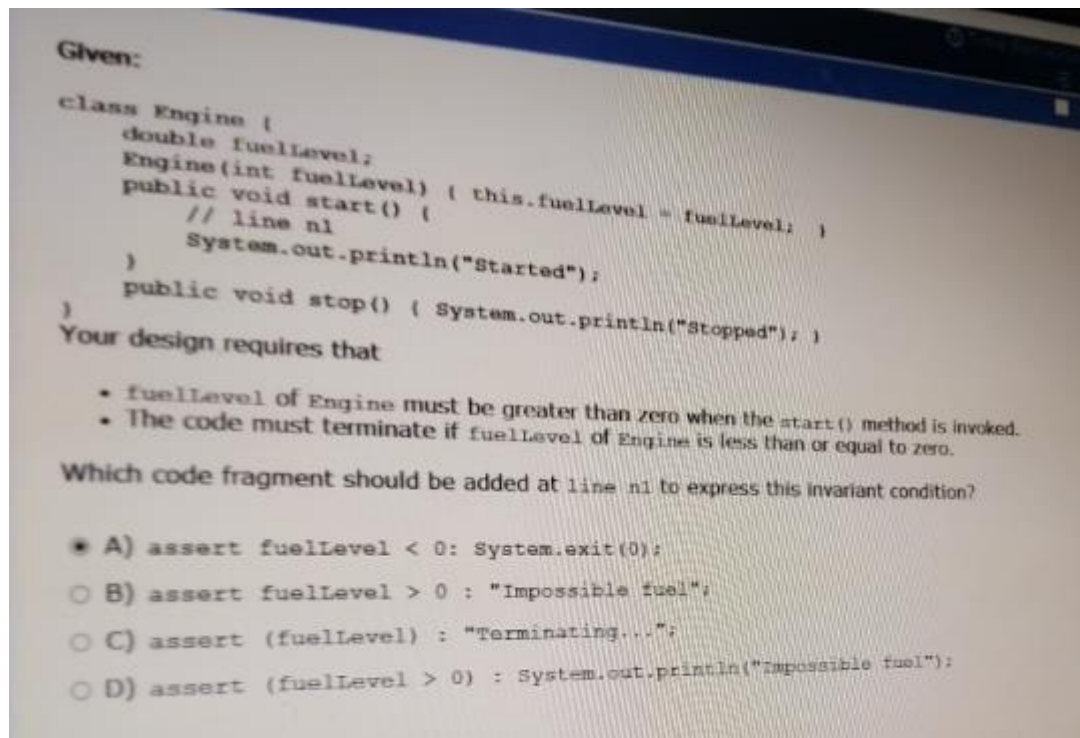 Given:
class Engine {
double fuelLevel;
Engine(int fuelLevel) { this.fuelLevel = fuelLevel; }
public void start() {
// line n1
System.out.println("Started");
}
public void stop() { System.out.println("Stopped"); }
}
Your design requires that
• fuelLevel of Engine must be greater than zero when the start() method is invoked.
• The code must terminate if fuelLevel of Engine is less than or equal to zero.
Which code fragment should be added at line n1 to express this invariant condition?
A) assert fuelLevel < 0: System.exit(0);
B) assert fuelLevel > 0 : "Impossible fuel";
C) assert (fuelLevel) : "Terminating...";
D) assert (fuelLevel > 0) : System.out.println("Impossible fuel");